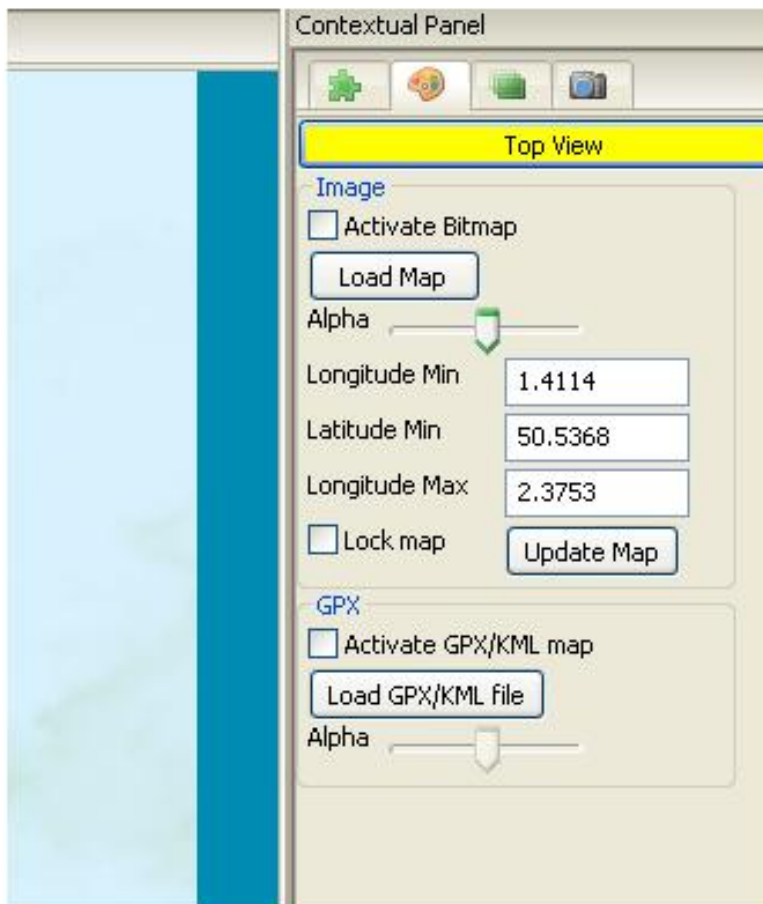 Contextual Panel
Top View
Image
Activate Bitmap
Load Map
Alpha
Longitude Min 1.4114
Latitude Min 50.5368
Longitude Max 2.3753
Lock map Update Map
GPX
Activate GPX/KML map
Load GPX/KML file
Alpha